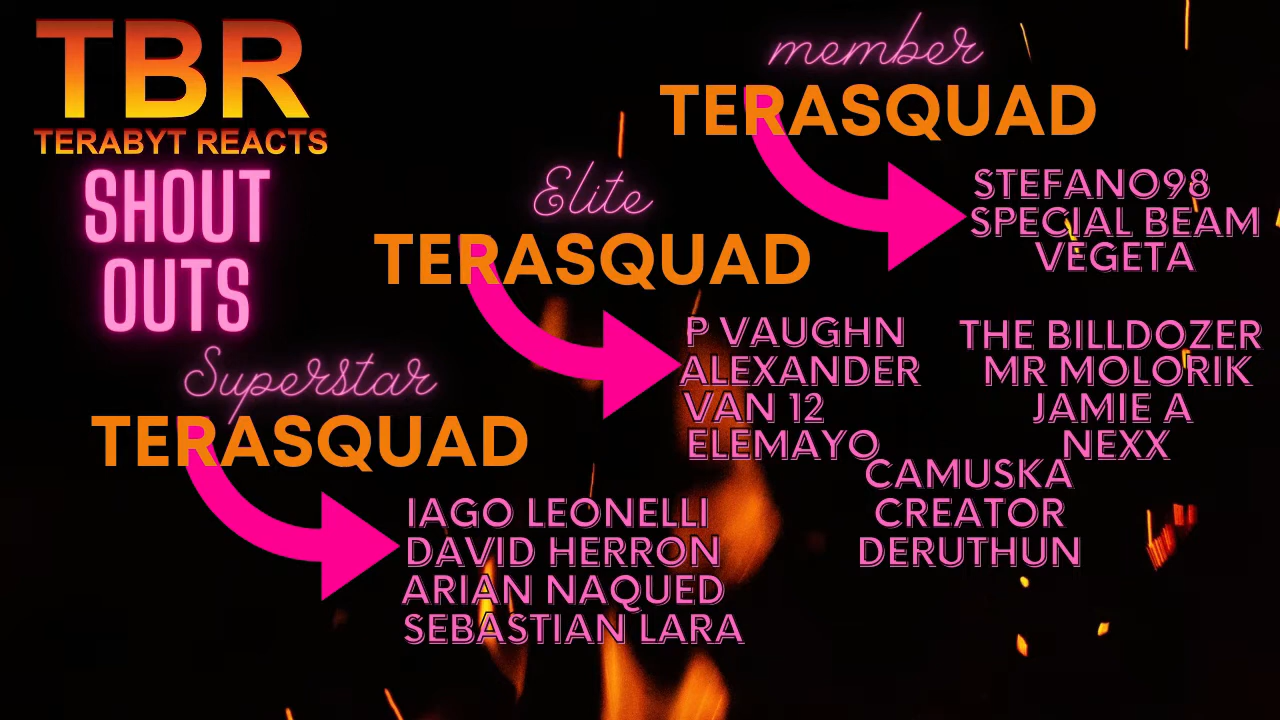 TBR
TERABYT REACTS
SHOUT
OUTS
member
TERASQUAD
STEFANO98
SPECIAL BEAM
VEGETA
Elite
TERASQUAD
P VAUGHN
ALEXANDER
VAN 12
ELEMAYO
THE BILLDOZER
MR MOLORIK
JAMIE A
NEXX
CAMUSKA
CREATOR
DERUTHUN
Superstar
TERASQUAD
IAGO LEONELLI
DAVID HERRON
ARIAN NAQUED
SEBASTIAN LARA